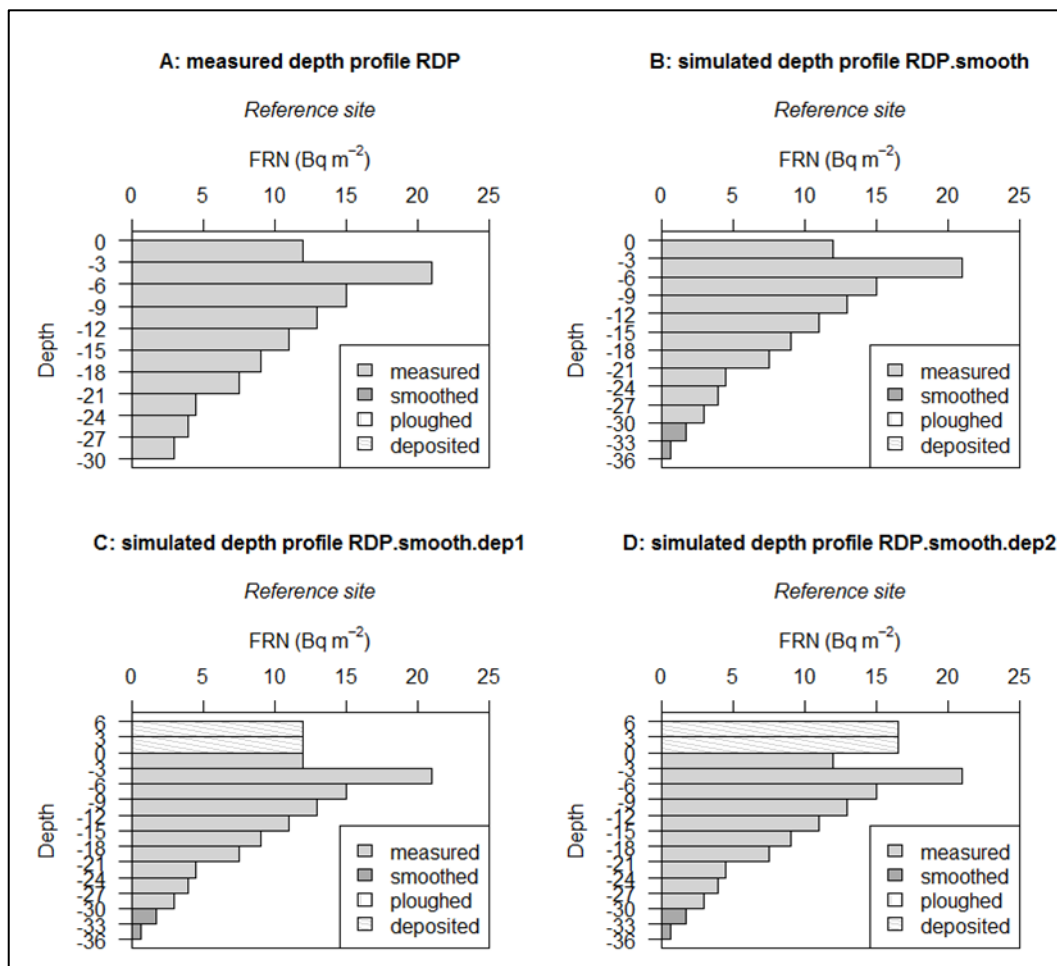 A: measured depth profile RDP
Reference site
FRN (Bq m⁻²)
0 5 10 15 20 25
Depth
0
-3
-6
-9
-12
-15
-18
-21
-24
-27
-30
measured
smoothed
ploughed
deposited
B: simulated depth profile RDP.smooth
Reference site
FRN (Bq m⁻²)
0 5 10 15 20 25
Depth
0
-3
-6
-9
-12
-15
-18
-21
-24
-27
-30
-33
-36
measured
smoothed
ploughed
deposited
C: simulated depth profile RDP.smooth.dep1
Reference site
FRN (Bq m⁻²)
0 5 10 15 20 25
Depth
6
3
0
-3
-6
-9
-12
-15
-18
-21
-24
-27
-30
-33
-36
measured
smoothed
ploughed
deposited
D: simulated depth profile RDP.smooth.dep2
Reference site
FRN (Bq m⁻²)
0 5 10 15 20 25
Depth
6
3
0
-3
-6
-9
-12
-15
-18
-21
-24
-27
-30
-33
-36
measured
smoothed
ploughed
deposited